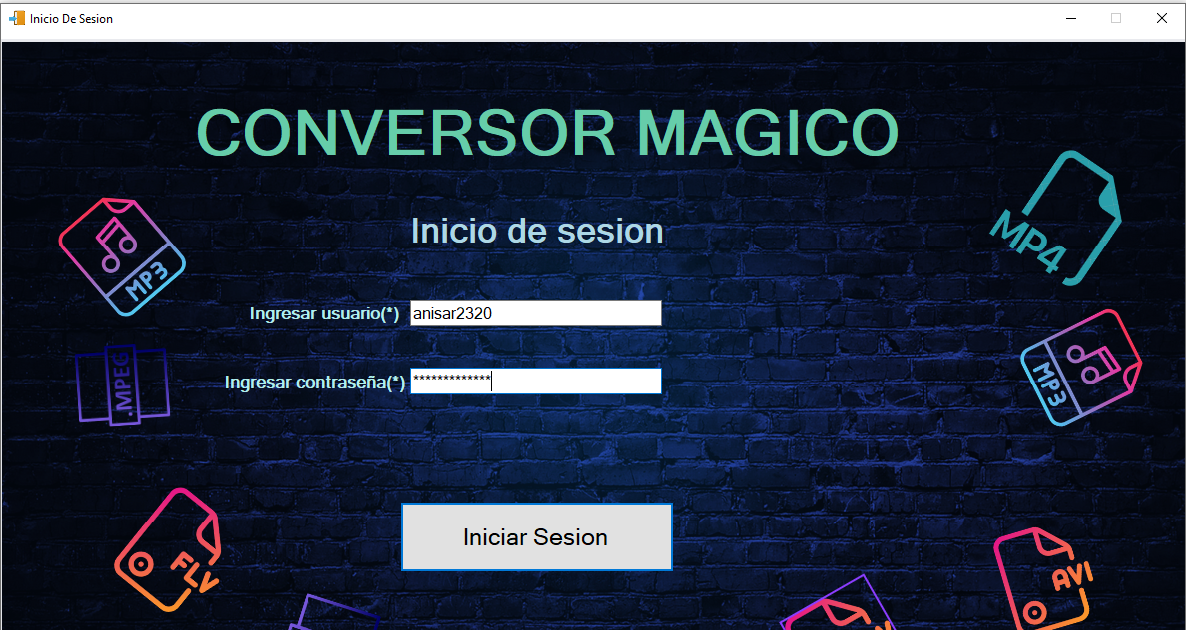 Inicio De Sesion
CONVERSOR MAGICO
Inicio de sesion
MP3
MP4
Ingresar usuario(*) anisar2320
.MPEG
Ingresar contraseña(*) *************
MP3
Iniciar Sesion
FLV
AVI